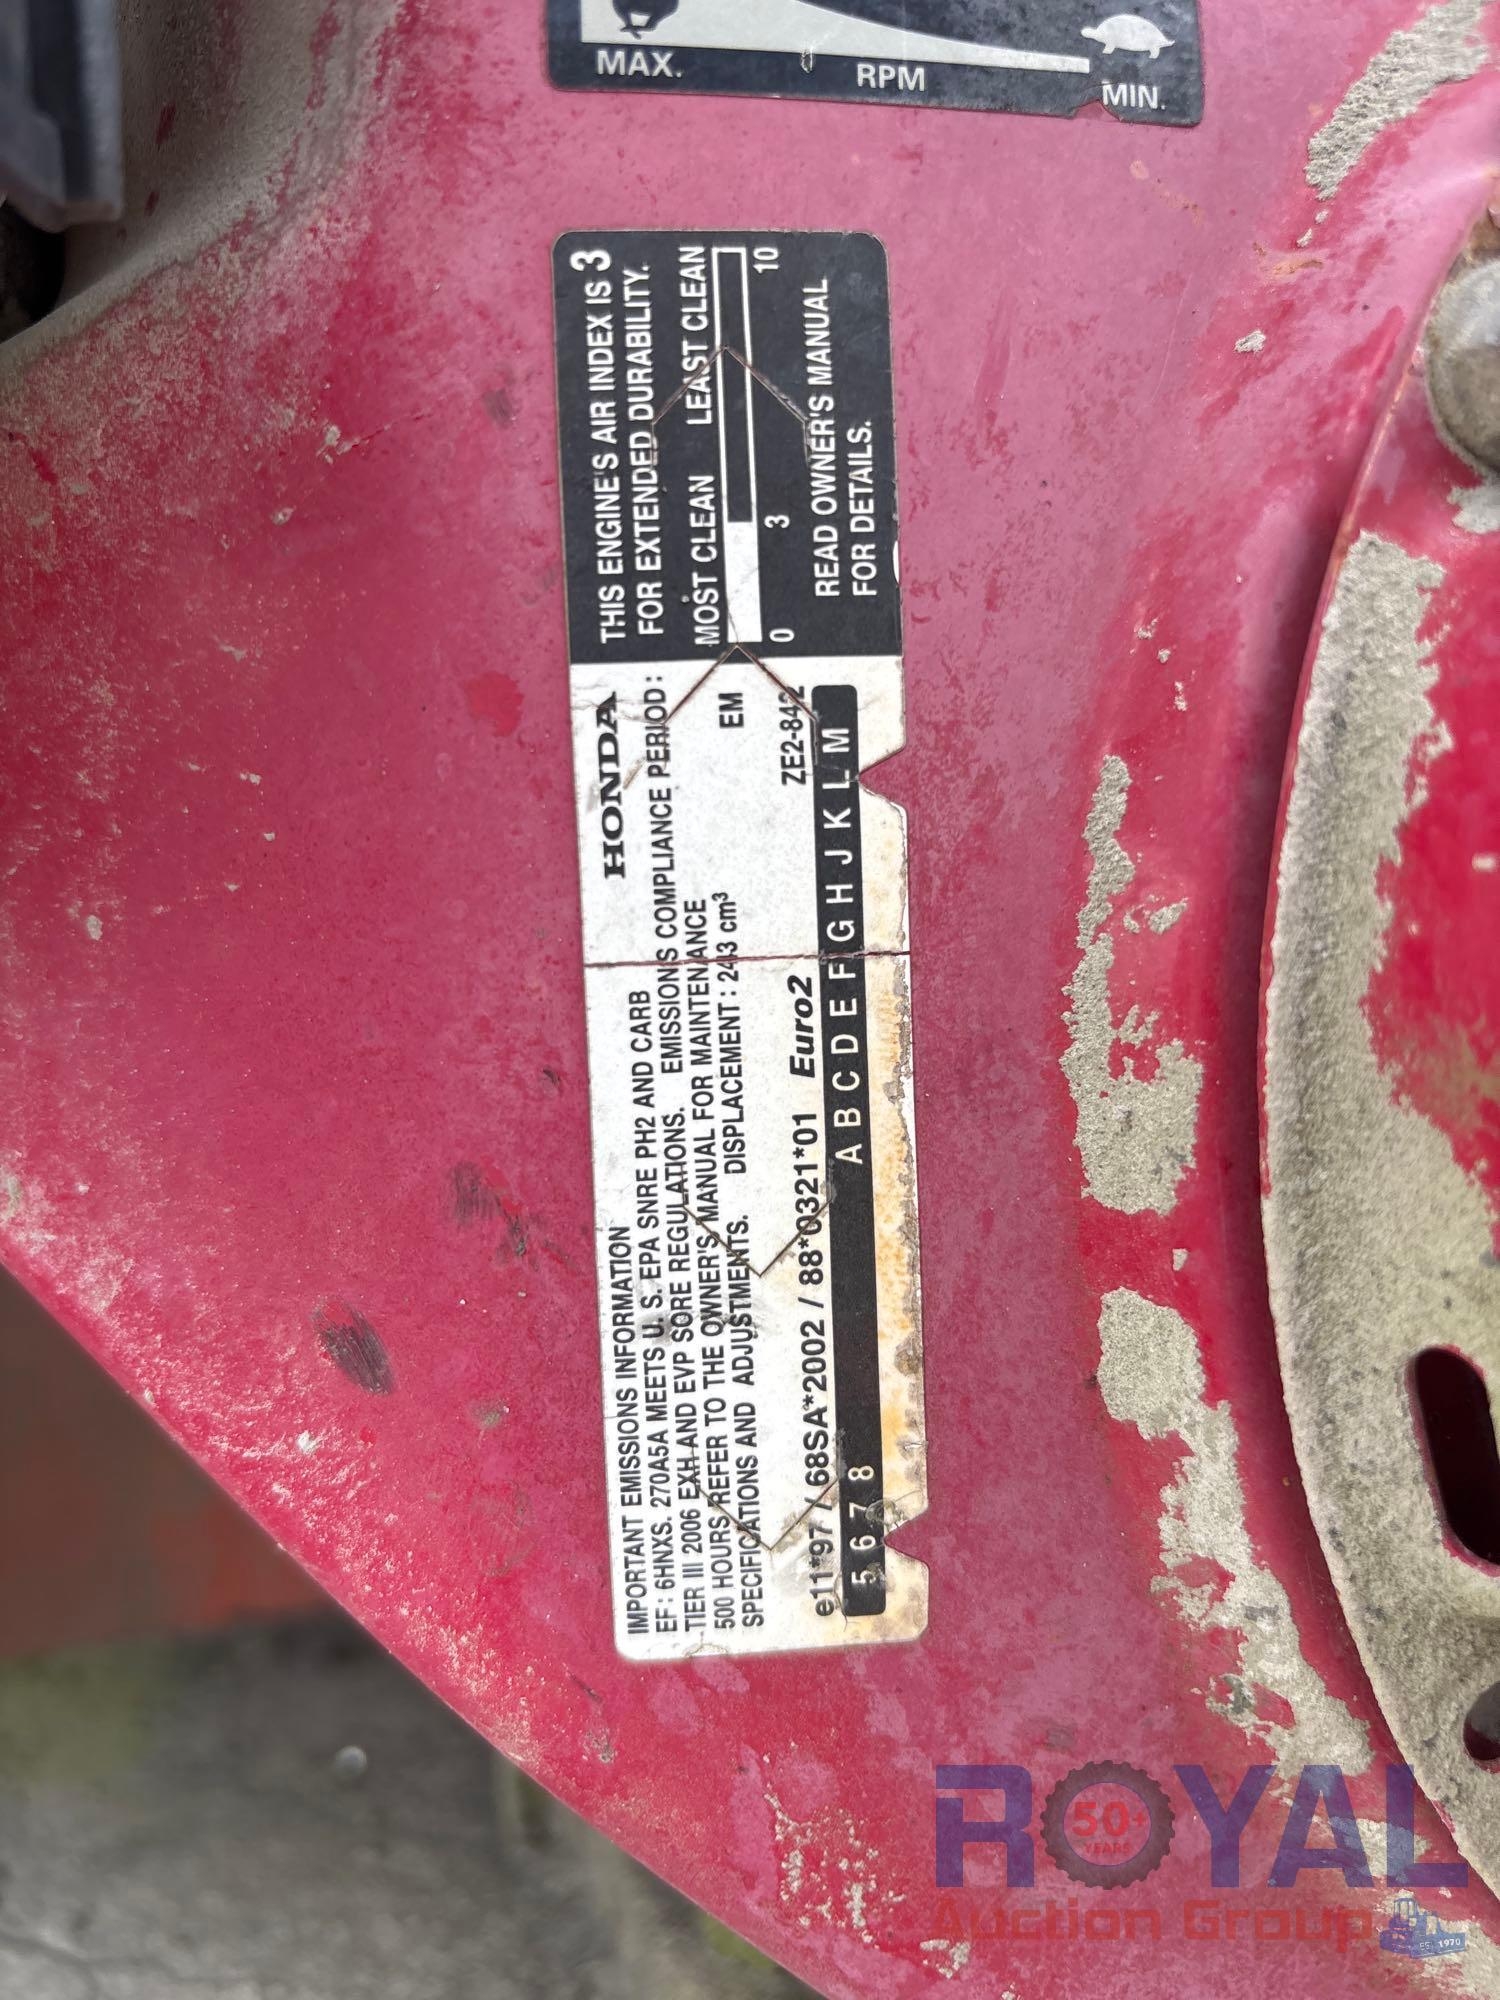 MAX.
RPM
MIN.
THIS ENGINE'S AIR INDEX IS 3
FOR EXTENDED DURABILITY.
MOST CLEAN LEAST CLEAN
0 3 10
READ OWNER'S MANUAL
FOR DETAILS.
IMPORTANT EMISSIONS INFORMATION HONDA
EF: 6HNXS. 270A5A MEETS U. S. EPA SNRE PH2 AND CARB
TIER III 2006 EXH AND EVP SORE REGULATIONS. EMISSIONS COMPLIANCE PERIOD:
500 HOURS REFER TO THE OWNER'S MANUAL FOR MAINTENANCE
SPECIFICATIONS AND ADJUSTMENTS. DISPLACEMENT: 243 cm³ EM
e11*97 / 68SA*2002 / 88*0321*01 Euro2 ZE2-842
5 6 7 8 A B C D E F G H J K L M
ROYAL
50+
YEARS
Auction Group
EST. 1970